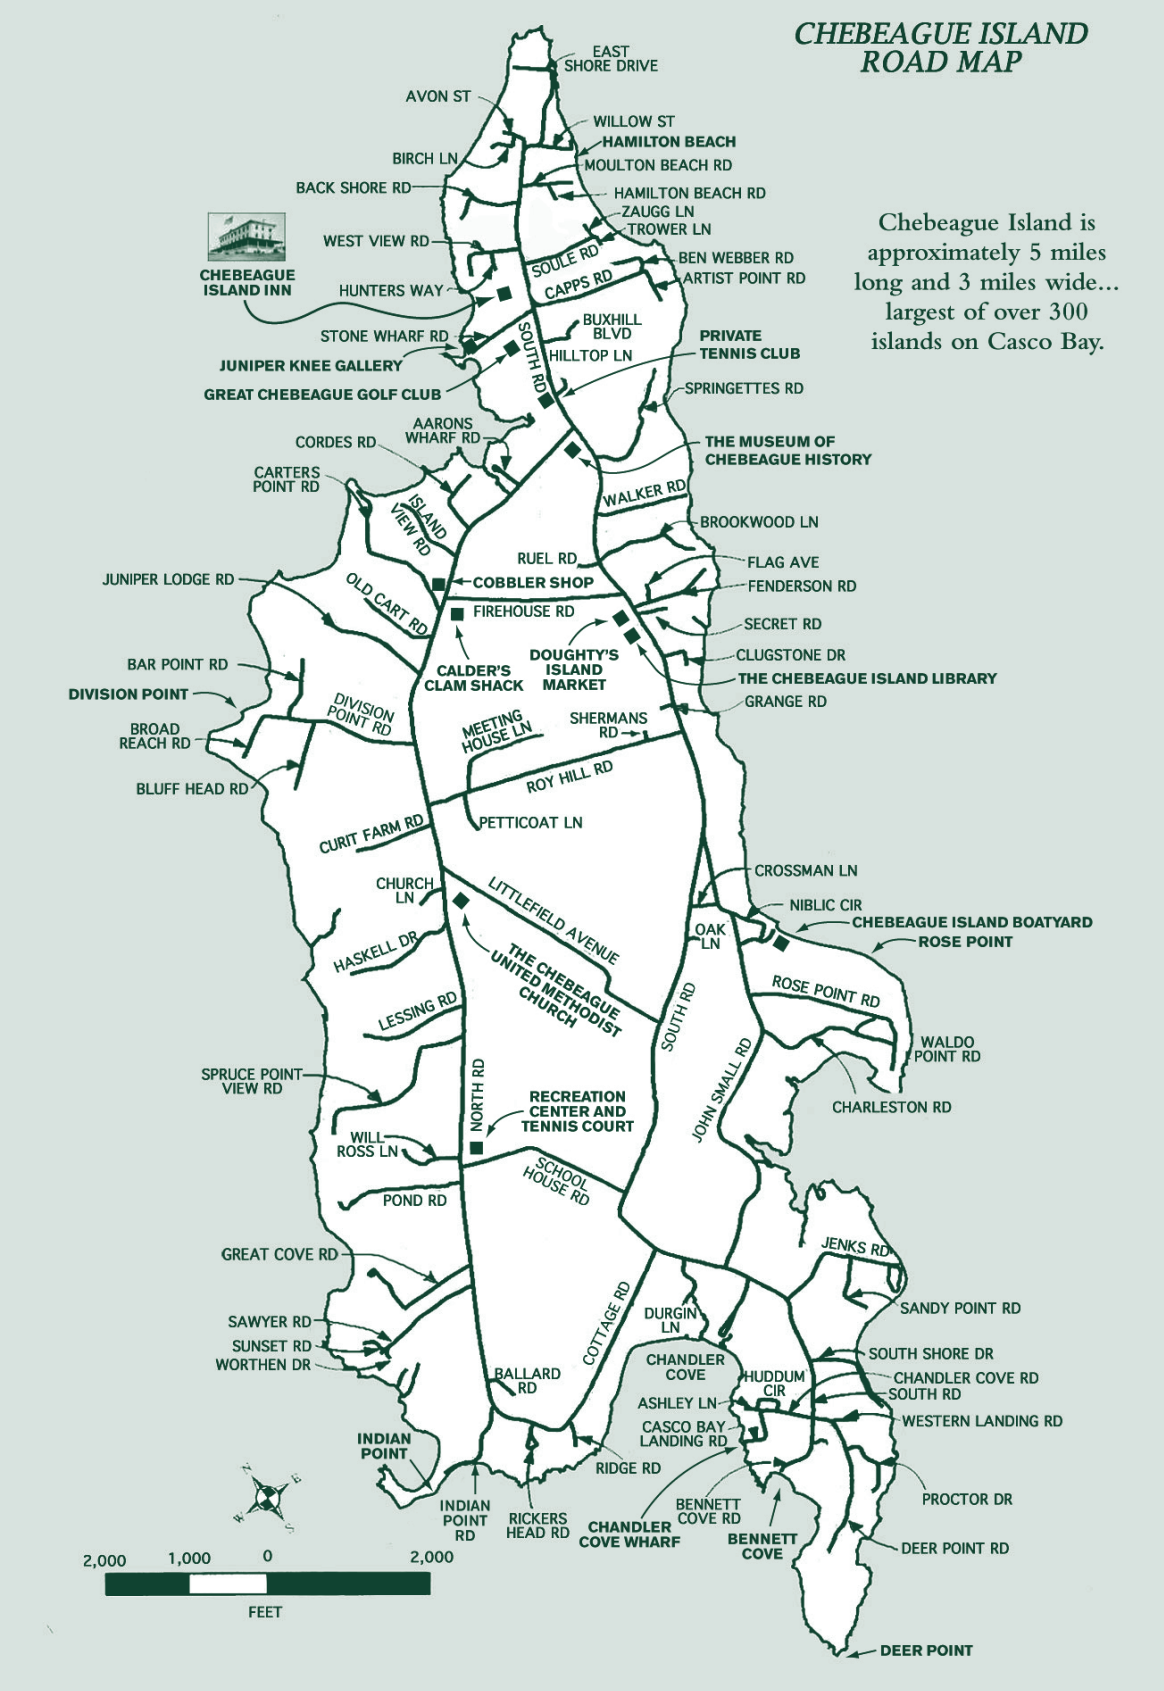 CHEBEAGUE ISLAND
ROAD MAP
EAST
SHORE DRIVE
AVON ST
WILLOW ST
HAMILTON BEACH
BIRCH LN
MOULTON BEACH RD
BACK SHORE RD
HAMILTON BEACH RD
ZAUGG LN
TROWER LN
Chebeague Island is
approximately 5 miles
long and 3 miles wide...
largest of over 300
islands on Casco Bay.
WEST VIEW RD
SOULE RD
BEN WEBBER RD
CHEBEAGUE
ISLAND INN
HUNTERS WAY
CAPPS RD
ARTIST POINT RD
BUXHILL
BLVD
STONE WHARF RD
SOUTH RD
HILLTOP LN
PRIVATE
TENNIS CLUB
JUNIPER KNEE GALLERY
GREAT CHEBEAGUE GOLF CLUB
SPRINGETTES RD
AARONS
WHARF RD
CORDES RD
THE MUSEUM OF
CHEBEAGUE HISTORY
CARTERS
POINT RD
ISLAND
VIEW RD
WALKER RD
BROOKWOOD LN
RUEL RD
FLAG AVE
JUNIPER LODGE RD
OLD CART RD
COBBLER SHOP
FENDERSON RD
FIREHOUSE RD
SECRET RD
BAR POINT RD
CALDER'S
CLAM SHACK
DOUGHTY'S
ISLAND
MARKET
CLUGSTONE DR
THE CHEBEAGUE ISLAND LIBRARY
DIVISION POINT
GRANGE RD
BROAD
REACH RD
DIVISION
POINT RD
MEETING
HOUSE LN
SHERMANS
RD
BLUFF HEAD RD
ROY HILL RD
CURIT FARM RD
PETTICOAT LN
CROSSMAN LN
CHURCH
LN
LITTLEFIELD AVENUE
NIBLIC CIR
CHEBEAGUE ISLAND BOATYARD
OAK
LN
ROSE POINT
HASKELL DR
THE CHEBEAGUE
UNITED METHODIST
CHURCH
ROSE POINT RD
LESSING RD
SOUTH RD
WALDO
POINT RD
SPRUCE POINT
VIEW RD
NORTH RD
JOHN SMALL RD
RECREATION
CENTER AND
TENNIS COURT
CHARLESTON RD
WILL
ROSS LN
SCHOOL
HOUSE RD
POND RD
GREAT COVE RD
JENKS RD
SAWYER RD
COTTAGE RD
DURGIN
LN
SANDY POINT RD
SUNSET RD
WORTHEN DR
CHANDLER
COVE
SOUTH SHORE DR
BALLARD
RD
HUDDUM
CIR
CHANDLER COVE RD
SOUTH RD
ASHLEY LN
WESTERN LANDING RD
CASCO BAY
LANDING RD
INDIAN
POINT
RIDGE RD
N
E
W
S
INDIAN
POINT
RD
RICKERS
HEAD RD
CHANDLER
COVE WHARF
BENNETT
COVE RD
BENNETT
COVE
PROCTOR DR
DEER POINT RD
2,000 1,000 0 2,000
FEET
DEER POINT